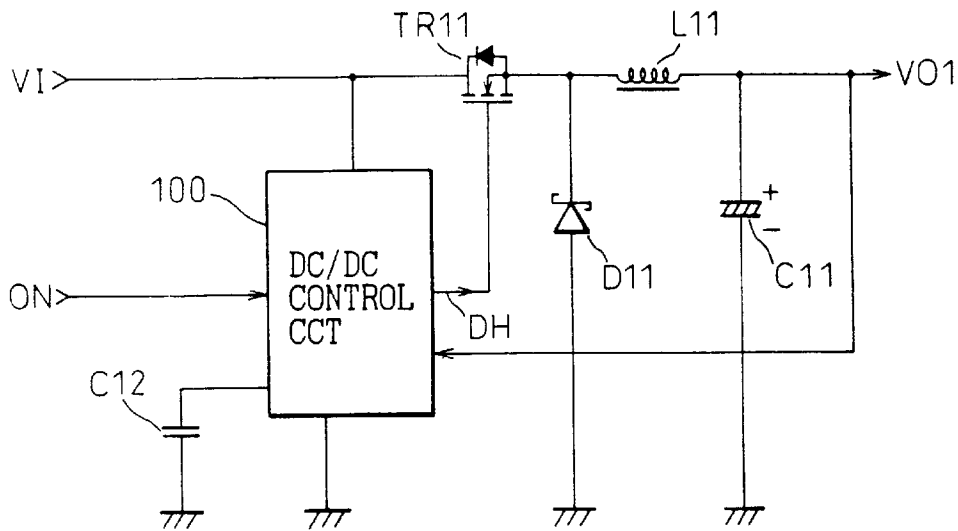 TR11
L11
VI
VO1
100
DC/DC
CONTROL
CCT
ON
DH
D11
+
-
C11
C12